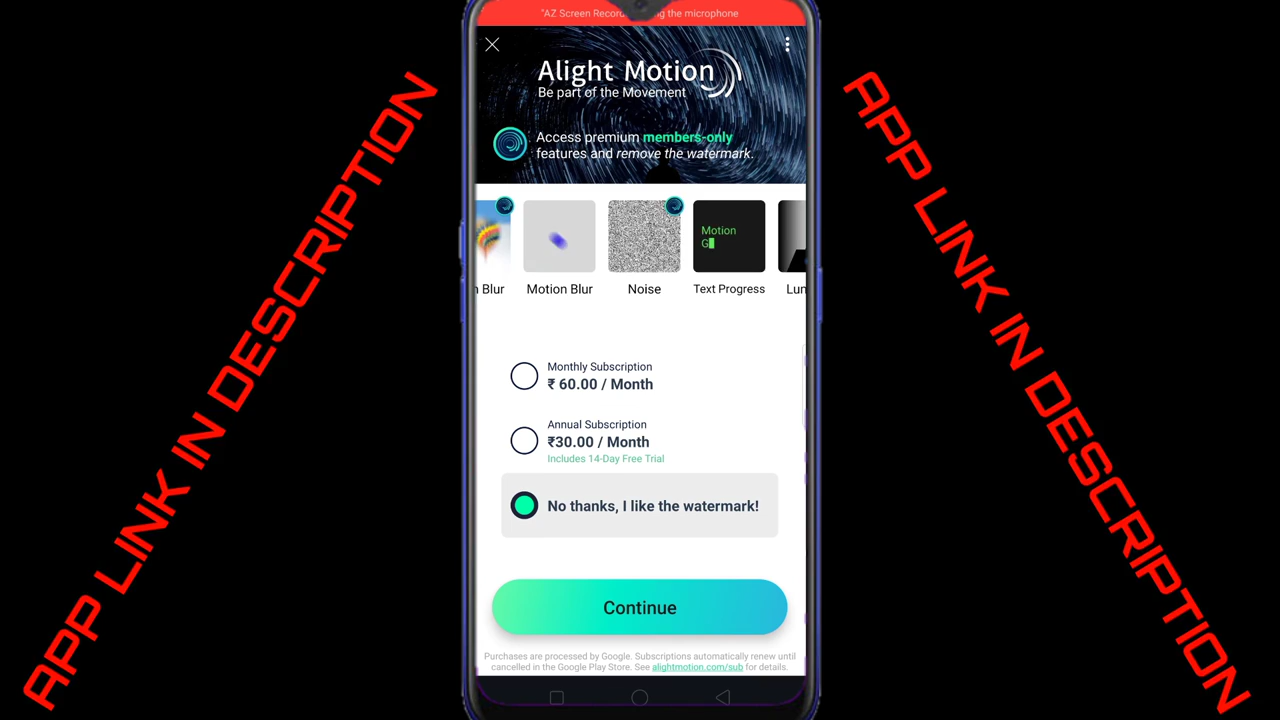 "AZ Screen Record
ng the microphone
Alight Motion
Be part of the Movement
Access premium members-only
features and remove the watermark.
Blur
Motion Blur
Noise
Motion
G
Text Progress
Lun
Monthly Subscription
₹ 60.00 / Month
Annual Subscription
₹30.00 / Month
Includes 14-Day Free Trial
No thanks, I like the watermark!
Continue
Purchases are processed by Google. Subscriptions automatically renew until
cancelled in the Google Play Store. See alightmotion.com/sub for details.
APP LINK IN DESCRIPTION
APP LINK IN DESCRIPTION